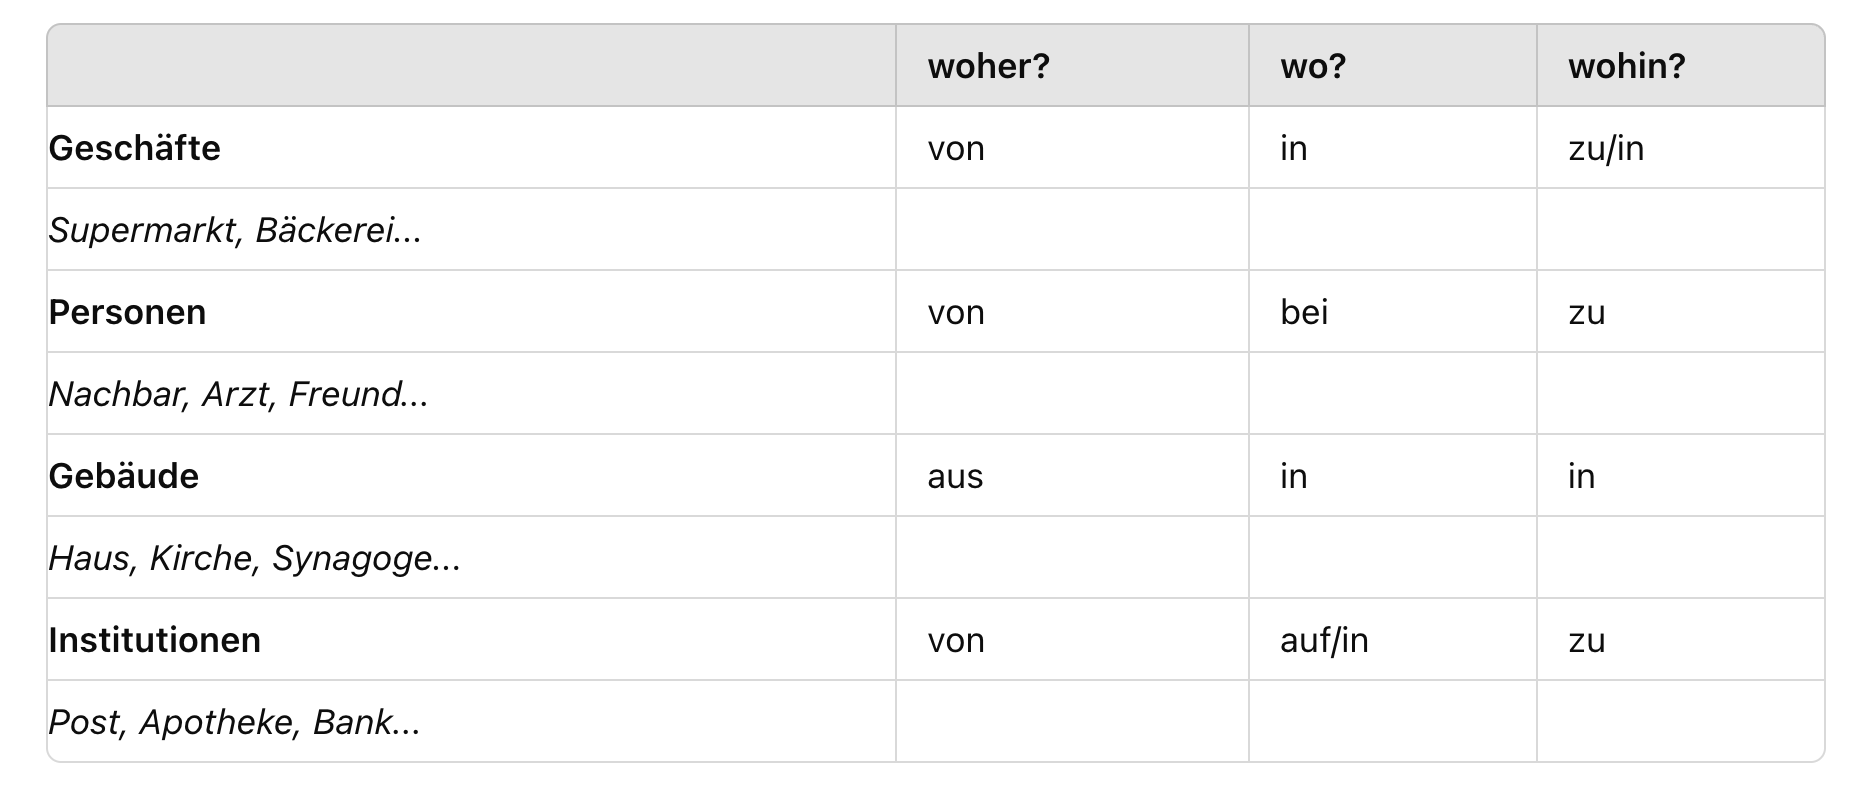 woher? wo? wohin?
Geschäfte von in zu/in
Supermarkt, Bäckerei...
Personen von bei zu
Nachbar, Arzt, Freund...
Gebäude aus in in
Haus, Kirche, Synagoge...
Institutionen von auf/in zu
Post, Apotheke, Bank...